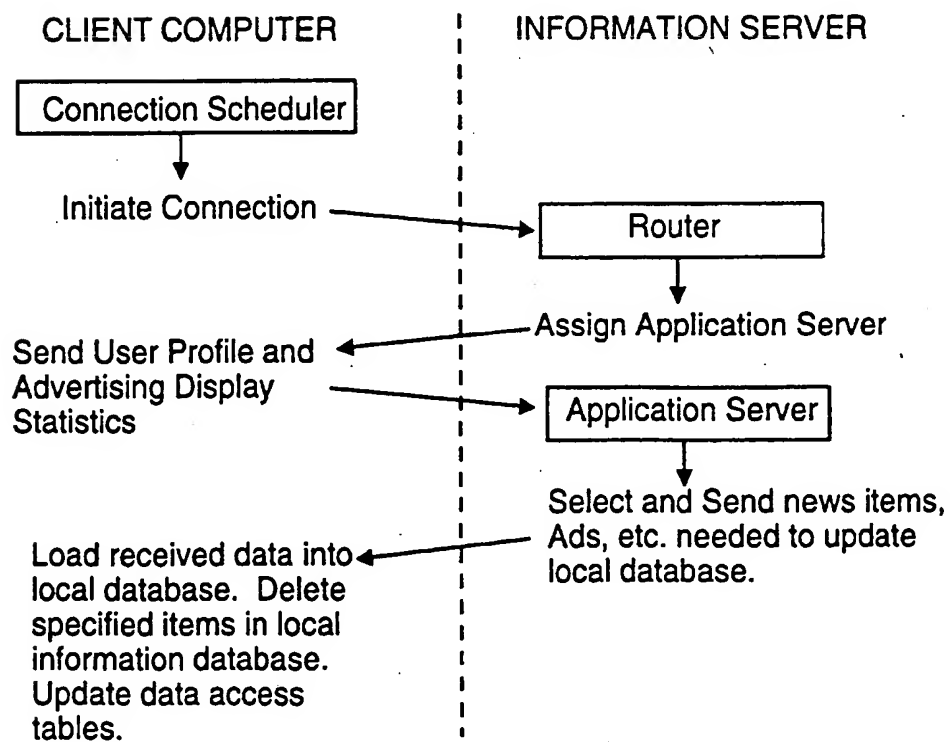 CLIENT COMPUTER
INFORMATION SERVER
Connection Scheduler
Initiate Connection
Router
Assign Application Server
Send User Profile and
Advertising Display
Statistics
Application Server
Select and Send news items,
Ads, etc. needed to update
local database.
Load received data into
local database. Delete
specified items in local
information database.
Update data access
tables.